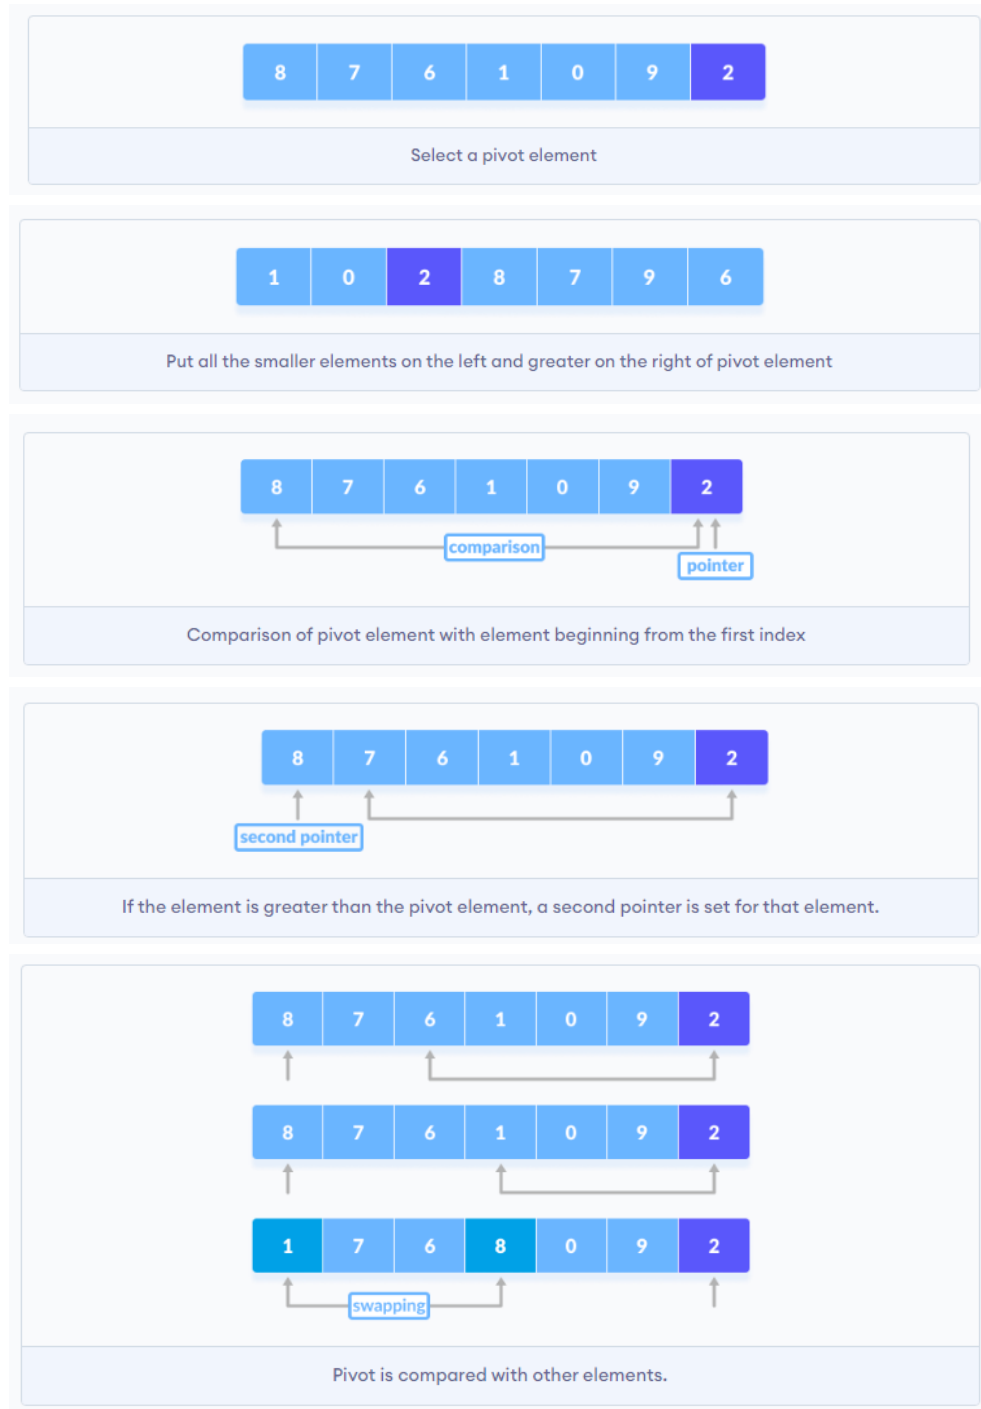 8 7 6 1 0 9 2
Select a pivot element
1 0 2 8 7 9 6
Put all the smaller elements on the left and greater on the right of pivot element
8 7 6 1 0 9 2
comparison
pointer
Comparison of pivot element with element beginning from the first index
8 7 6 1 0 9 2
second pointer
If the element is greater than the pivot element, a second pointer is set for that element.
8 7 6 1 0 9 2
8 7 6 1 0 9 2
1 7 6 8 0 9 2
swapping
Pivot is compared with other elements.